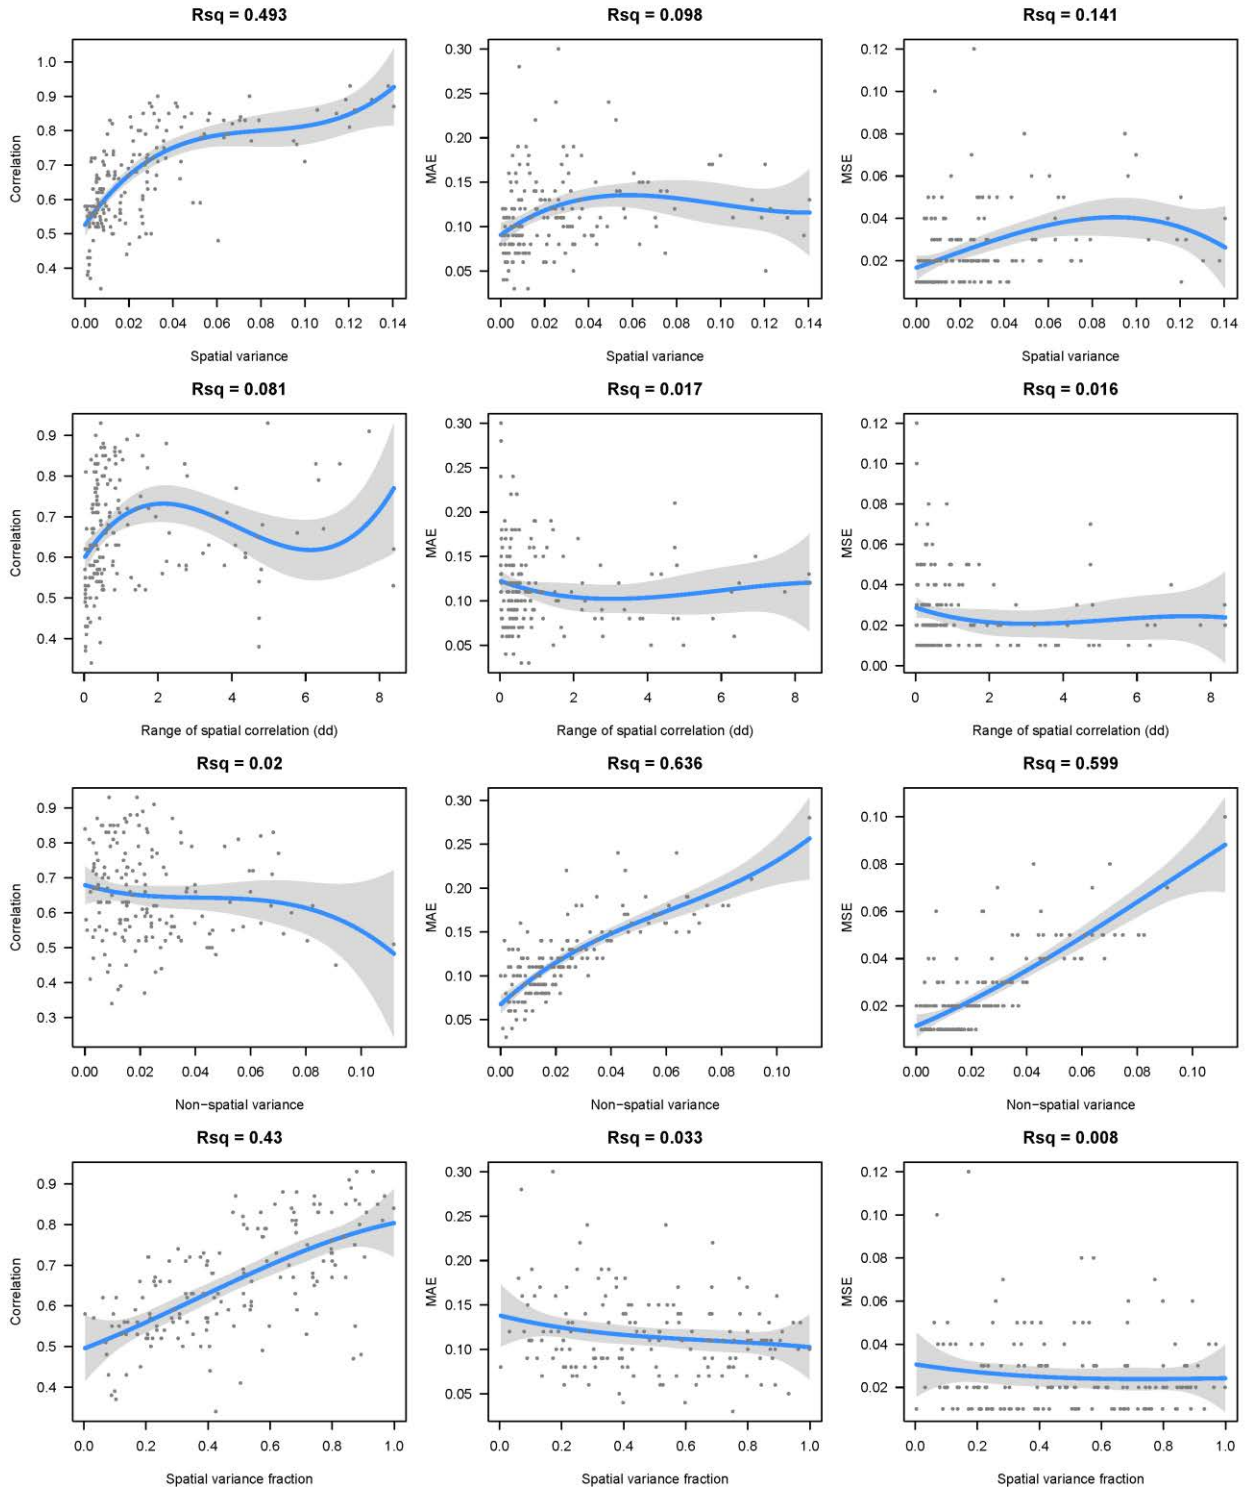 Rsq = 0.493
Rsq = 0.098
Rsq = 0.141
Correlation
1.0
0.9
0.8
0.7
0.6
0.5
0.4
0.00 0.02 0.04 0.06 0.08 0.10 0.12 0.14
Spatial variance
MAE
0.30
0.25
0.20
0.15
0.10
0.05
0.00 0.02 0.04 0.06 0.08 0.10 0.12 0.14
Spatial variance
MSE
0.12
0.10
0.08
0.06
0.04
0.02
0.00 0.02 0.04 0.06 0.08 0.10 0.12 0.14
Spatial variance
Rsq = 0.081
Rsq = 0.017
Rsq = 0.016
Correlation
0.9
0.8
0.7
0.6
0.5
0.4
0 2 4 6 8
Range of spatial correlation (dd)
MAE
0.30
0.25
0.20
0.15
0.10
0.05
0 2 4 6 8
Range of spatial correlation (dd)
MSE
0.12
0.10
0.08
0.06
0.04
0.02
0.00
0 2 4 6 8
Range of spatial correlation (dd)
Rsq = 0.02
Rsq = 0.636
Rsq = 0.599
Correlation
0.9
0.8
0.7
0.6
0.5
0.4
0.3
0.00 0.02 0.04 0.06 0.08 0.10
Non−spatial variance
MAE
0.30
0.25
0.20
0.15
0.10
0.05
0.00 0.02 0.04 0.06 0.08 0.10
Non−spatial variance
MSE
0.10
0.08
0.06
0.04
0.02
0.00 0.02 0.04 0.06 0.08 0.10
Non−spatial variance
Rsq = 0.43
Rsq = 0.033
Rsq = 0.008
Correlation
0.9
0.8
0.7
0.6
0.5
0.4
0.0 0.2 0.4 0.6 0.8 1.0
Spatial variance fraction
MAE
0.30
0.25
0.20
0.15
0.10
0.05
0.0 0.2 0.4 0.6 0.8 1.0
Spatial variance fraction
MSE
0.12
0.10
0.08
0.06
0.04
0.02
0.0 0.2 0.4 0.6 0.8 1.0
Spatial variance fraction